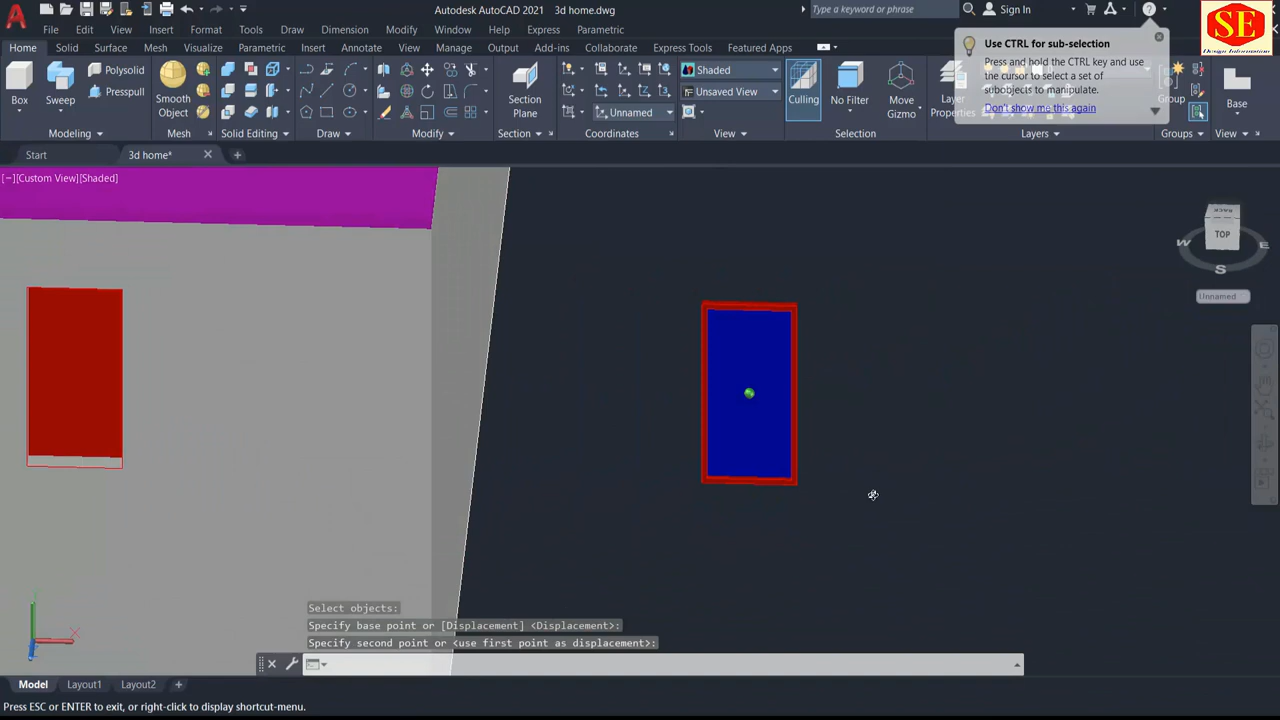 Autodesk AutoCAD 2021 3d home.dwg
Type a keyword or phrase
Sign In
SE
Design Information
File Edit View Insert Format Tools Draw Dimension Modify Window Help Express Parametric
Home Solid Surface Mesh Visualize Parametric Insert Annotate View Manage Output Add-ins Collaborate Express Tools Featured Apps
Use CTRL for sub-selection
Press and hold the CTRL key and use
the cursor to select a set of
subobjects to manipulate.
Don't show me this again
Polysolid
Presspull
Box
Sweep
Smooth
Object
Section
Plane
Unnamed
Shaded
Unsaved View
Culling
No Filter
Move
Gizmo
Layer
Properties
Group
Base
Modeling Mesh Solid Editing Draw Modify Section Coordinates View Selection Layers Groups View
Start 3d home*
[−][Custom View][Shaded]
BACK
TOP
W E
S
Unnamed
Select objects:
Specify base point or [Displacement] <Displacement>:
Specify second point or <use first point as displacement>:
Model Layout1 Layout2
Press ESC or ENTER to exit, or right-click to display shortcut-menu.